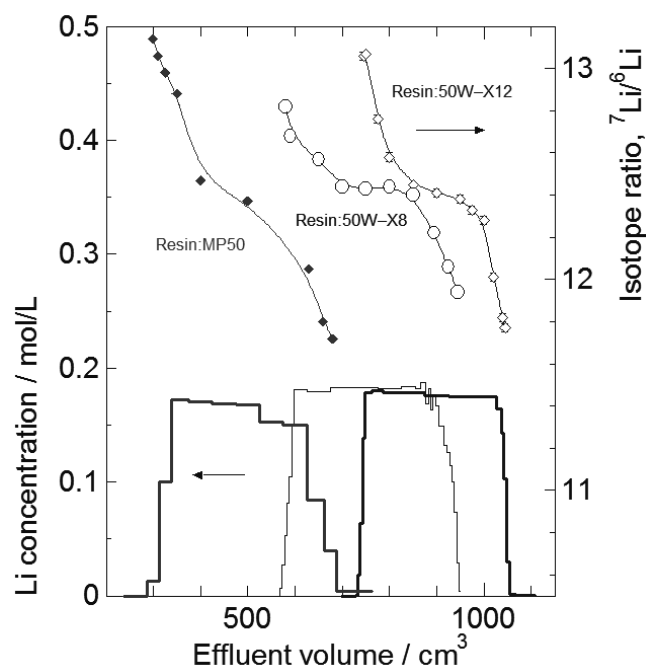 0.5
0.4
0.3
0.2
0.1
0
Li concentration / mol/L
13
12
11
Isotope ratio, ⁷Li/⁶Li
Resin:50W–X12
Resin:50W–X8
Resin:MP50
500
1000
Effluent volume / cm³